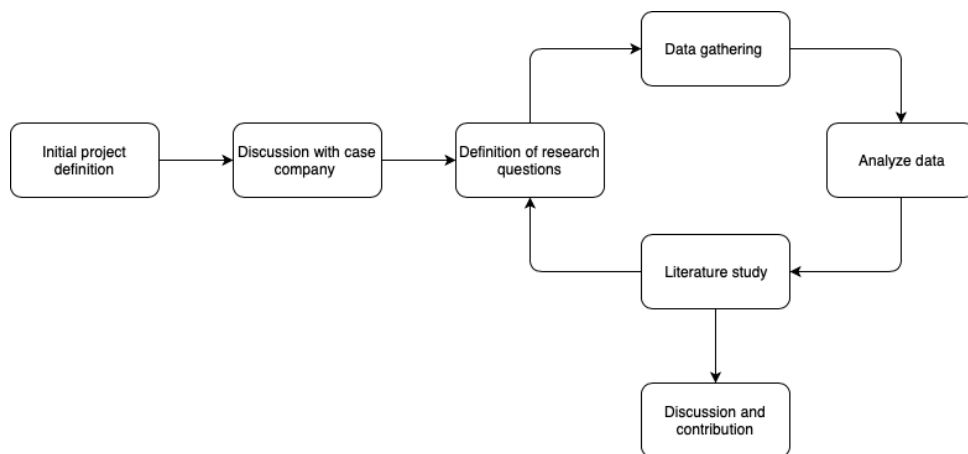 Data gathering
Initial project
definition
Discussion with case
company
Definition of research
questions
Analyze data
Literature study
Discussion and
contribution